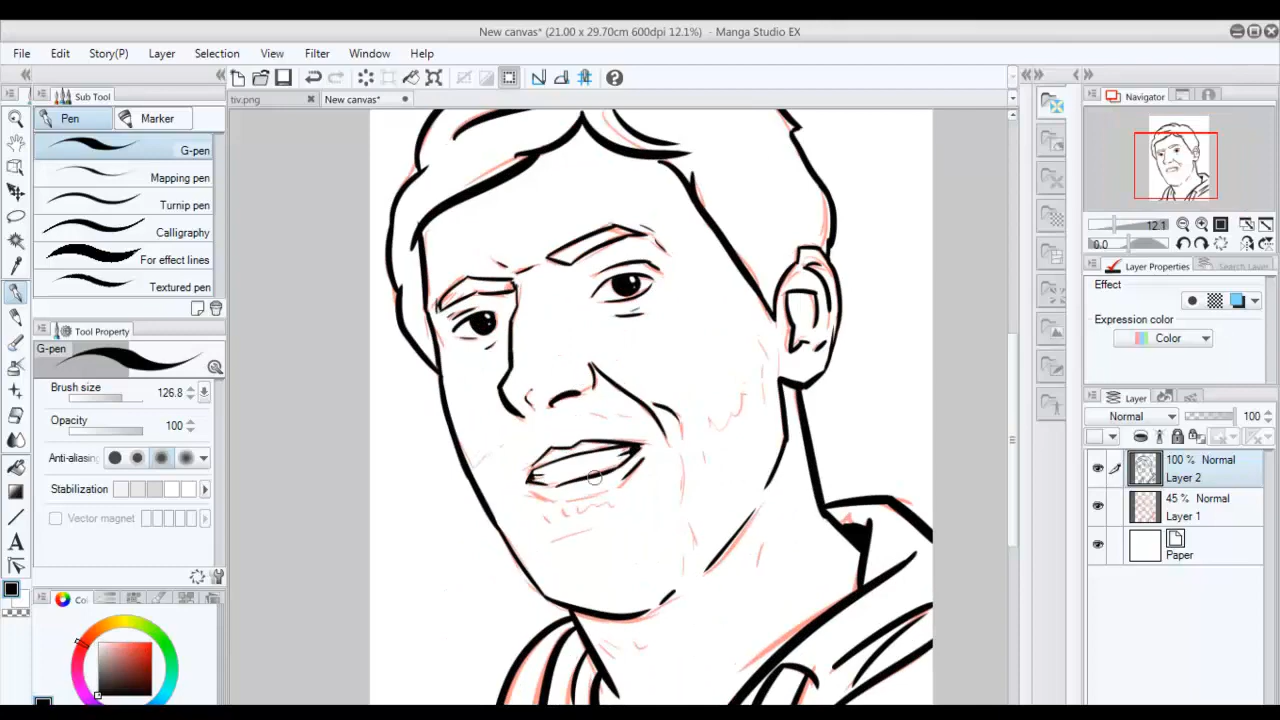 New canvas* (21.00 x 29.70cm 600dpi 12.1%) - Manga Studio EX
File Edit Story(P) Layer Selection View Filter Window Help
Sub Tool
tiv.png New canvas*
Navigator
Pen Marker
G-pen
Mapping pen
Turnip pen
Calligraphy
For effect lines
Textured pen
12.1
0.0
Layer Properties Search Layer
Effect
Expression color
Color
Tool Property
G-pen
Brush size 126.8
Opacity 100
Anti-aliasing
Stabilization
Vector magnet
Layer
Normal 100
100 % Normal
Layer 2
45 % Normal
Layer 1
Paper
Col